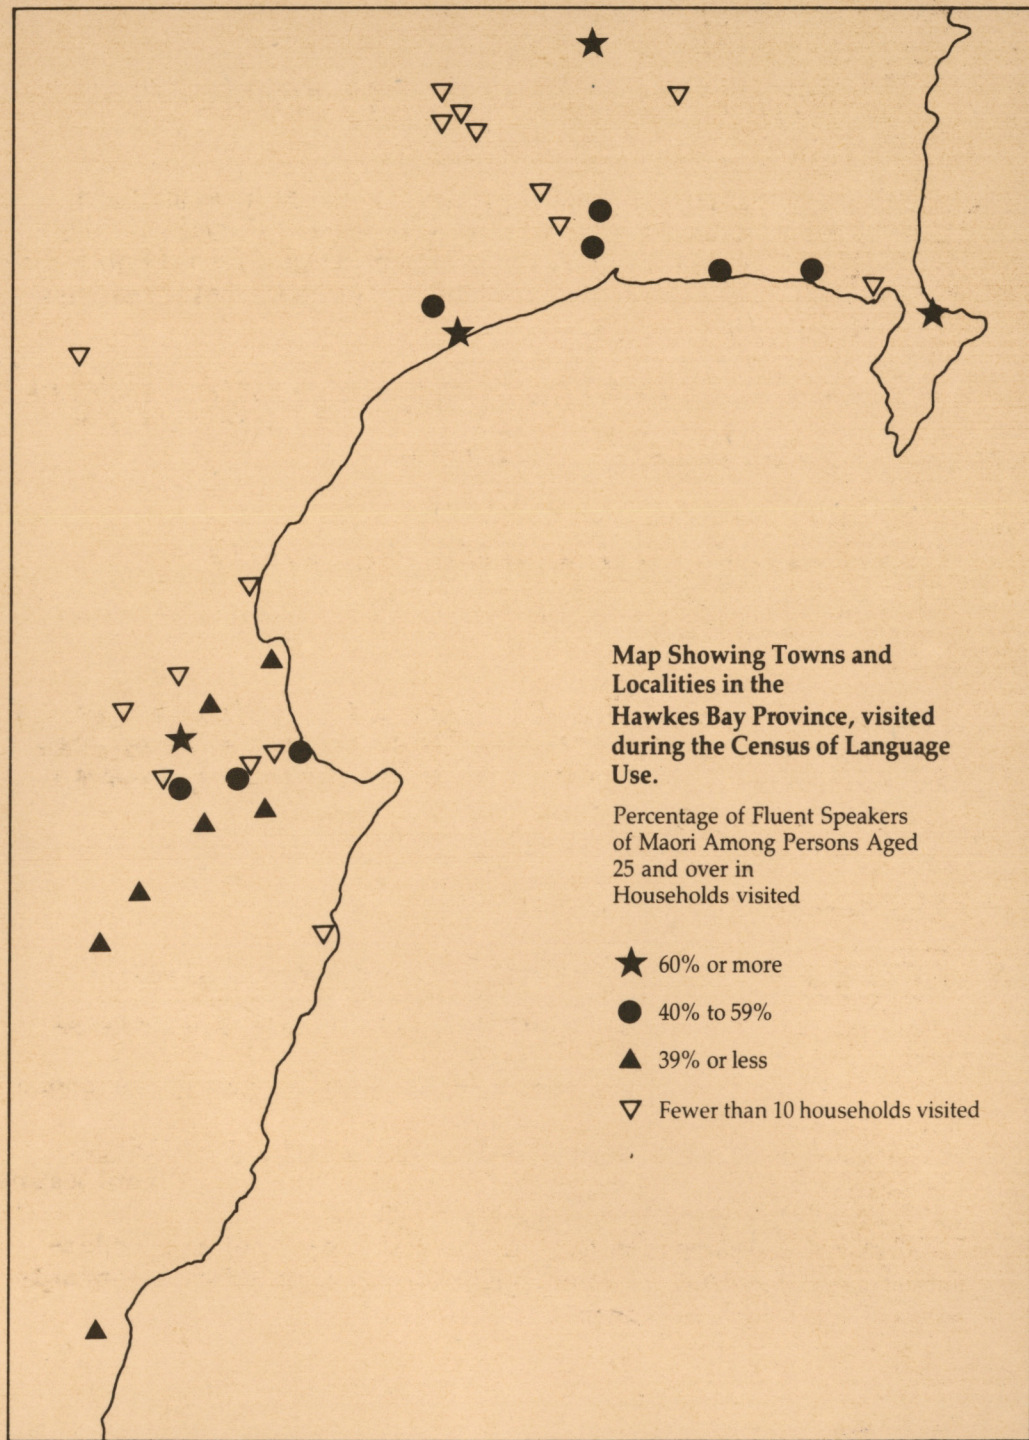 Map Showing Towns and
Localities in the
Hawkes Bay Province, visited
during the Census of Language
Use.
Percentage of Fluent Speakers
of Maori Among Persons Aged
25 and over in
Households visited
60% or more
40% to 59%
39% or less
Fewer than 10 households visited